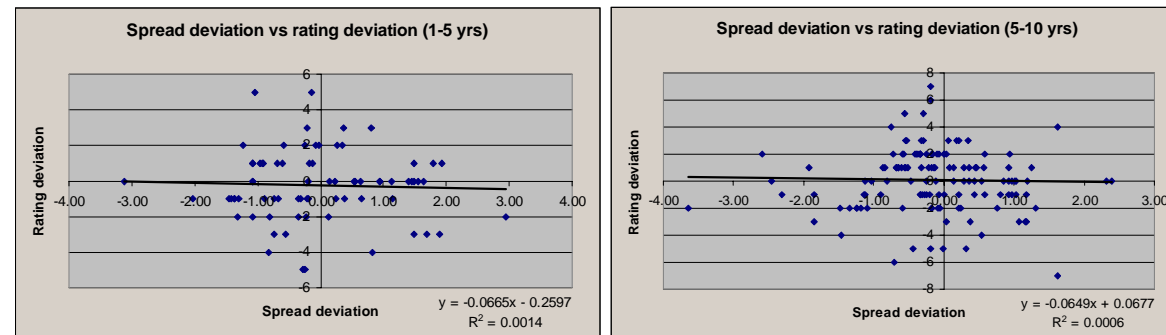 Spread deviation vs rating deviation (1-5 yrs)
6
4
2
0
-2
-4
-6
-4.00 -3.00 -2.00 -1.00 0.00 1.00 2.00 3.00 4.00
Rating deviation
Spread deviation
y = -0.0665x - 0.2597
R² = 0.0014
Spread deviation vs rating deviation (5-10 yrs)
8
6
4
2
0
-2
-4
-6
-8
-4.00 -3.00 -2.00 -1.00 0.00 1.00 2.00 3.00
Rating deviation
Spread deviation
y = -0.0649x + 0.0677
R² = 0.0006